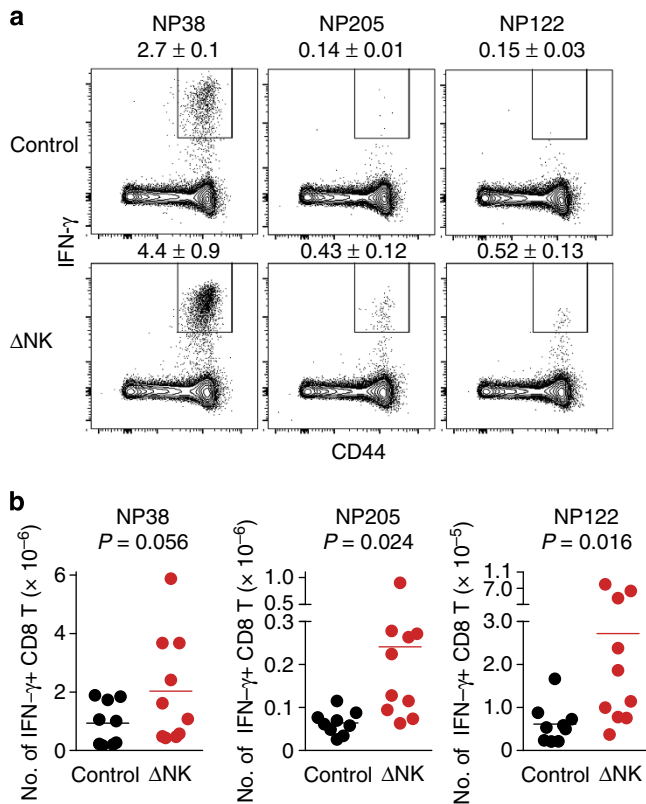 a
NP38 NP205 NP122
2.7 ± 0.1 0.14 ± 0.01 0.15 ± 0.03
Control
IFN-γ
4.4 ± 0.9 0.43 ± 0.12 0.52 ± 0.13
ΔNK
CD44
b
NP38 NP205 NP122
P = 0.056 P = 0.024 P = 0.016
No. of IFN–γ+ CD8 T (× 10⁻⁶)
6
4
2
0
Control ΔNK
No. of IFN–γ+ CD8 T (× 10⁻⁶)
1.0
0.5
0.3
0.2
0.1
0
Control ΔNK
No. of IFN–γ+ CD8 T (× 10⁻⁵)
1.1
7.0
3.0
2.0
1.0
0
Control ΔNK